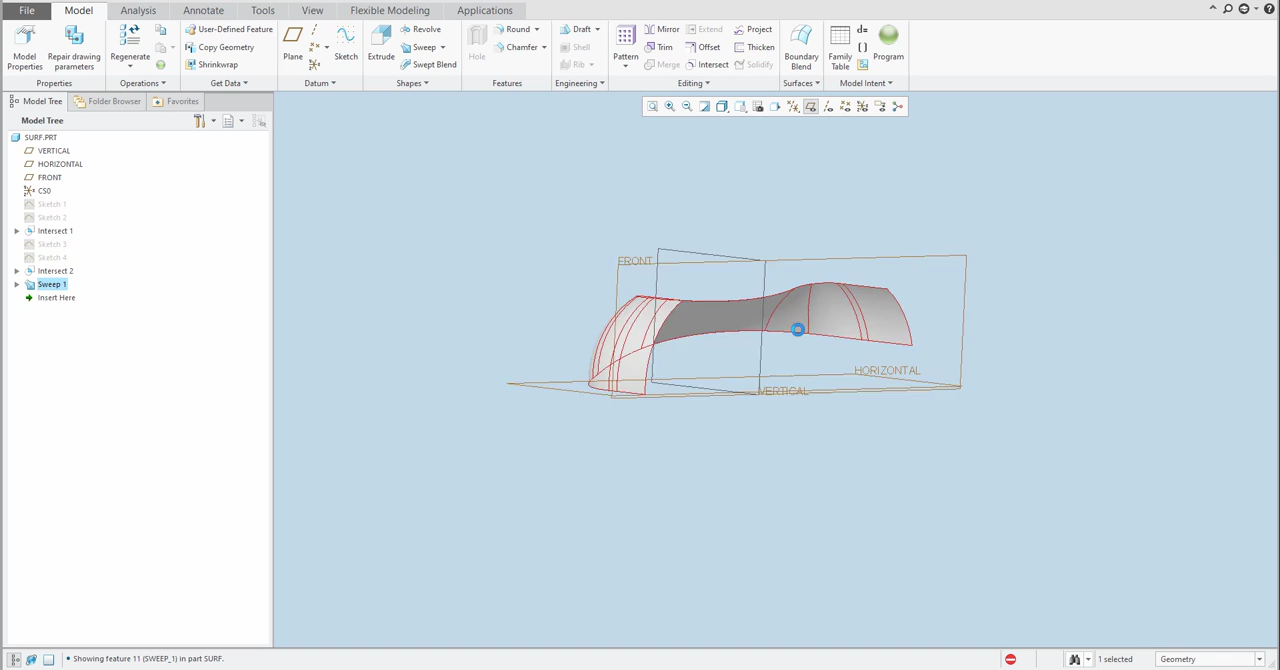 File Model Analysis Annotate Tools View Flexible Modeling Applications
Model Properties
Repair drawing parameters
Properties
Regenerate
Operations
User-Defined Feature
Copy Geometry
Shrinkwrap
Get Data
Plane
Sketch
Datum
Extrude
Revolve
Sweep
Swept Blend
Shapes
Hole
Round
Chamfer
Features
Draft
Shell
Rib
Engineering
Pattern
Mirror
Extend
Project
Trim
Offset
Thicken
Merge
Intersect
Solidify
Editing
Boundary Blend
Surfaces
Family Table
d=
[ ]
Program
Model Intent
Model Tree Folder Browser Favorites
Model Tree
SURF.PRT
VERTICAL
HORIZONTAL
FRONT
CS0
Sketch 1
Sketch 2
Intersect 1
Sketch 3
Sketch 4
Intersect 2
Sweep 1
Insert Here
FRONT
HORIZONTAL
VERTICAL
• Showing feature 11 (SWEEP_1) in part SURF.
1 selected
Geometry